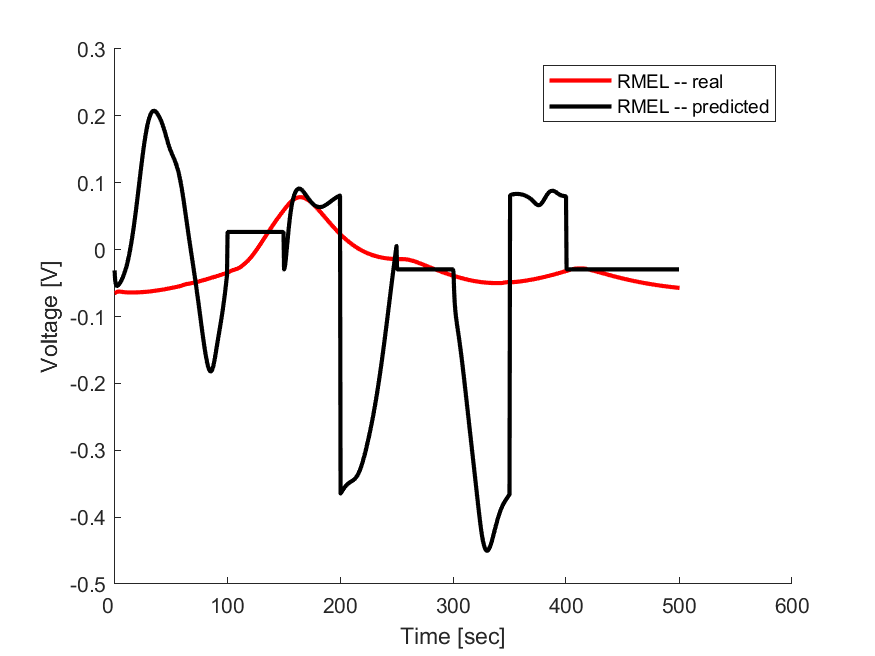 0.3
0.2
0.1
0
-0.1
-0.2
-0.3
-0.4
-0.5
0 100 200 300 400 500 600
Voltage [V]
Time [sec]
RMEL -- real
RMEL -- predicted